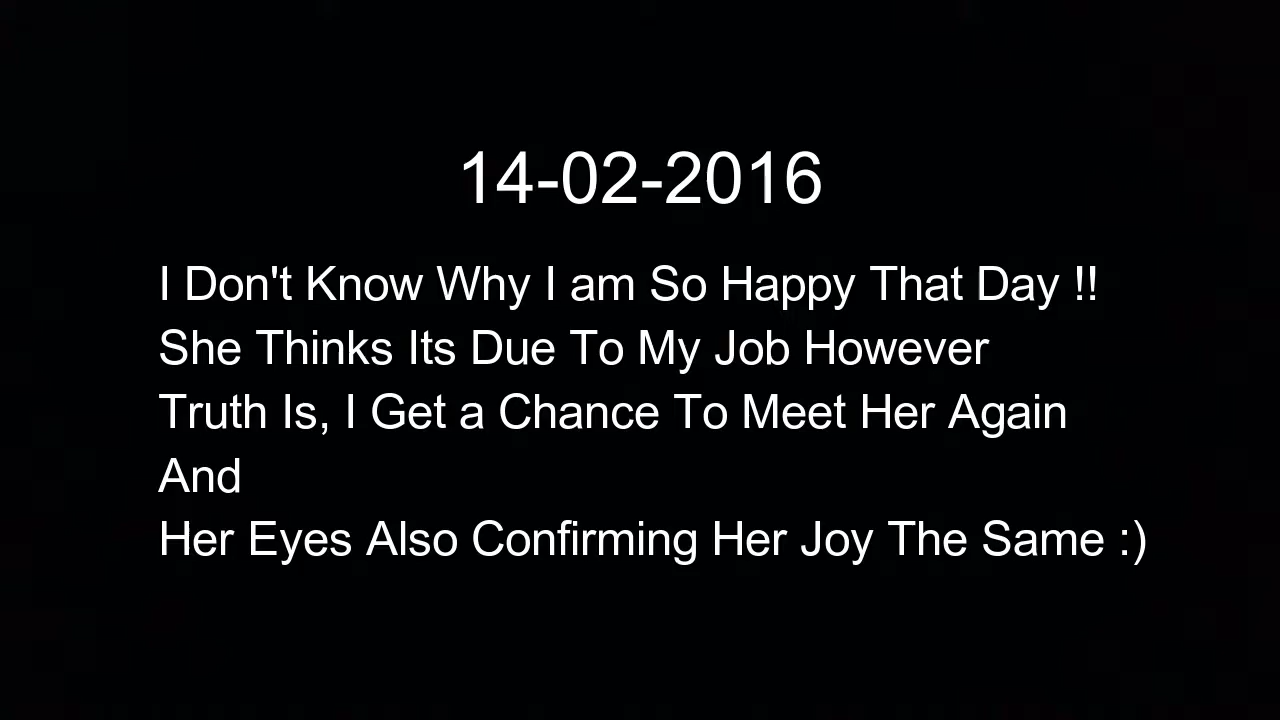 14-02-2016
I Don't Know Why I am So Happy That Day !!
She Thinks Its Due To My Job However
Truth Is, I Get a Chance To Meet Her Again
And
Her Eyes Also Confirming Her Joy The Same :)